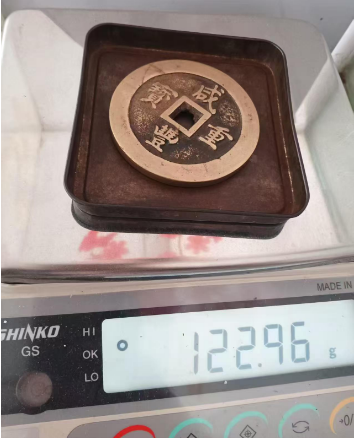 咸豐重寶
MADE IN
SHINKO
GS
HI
OK
LO
122.96 g